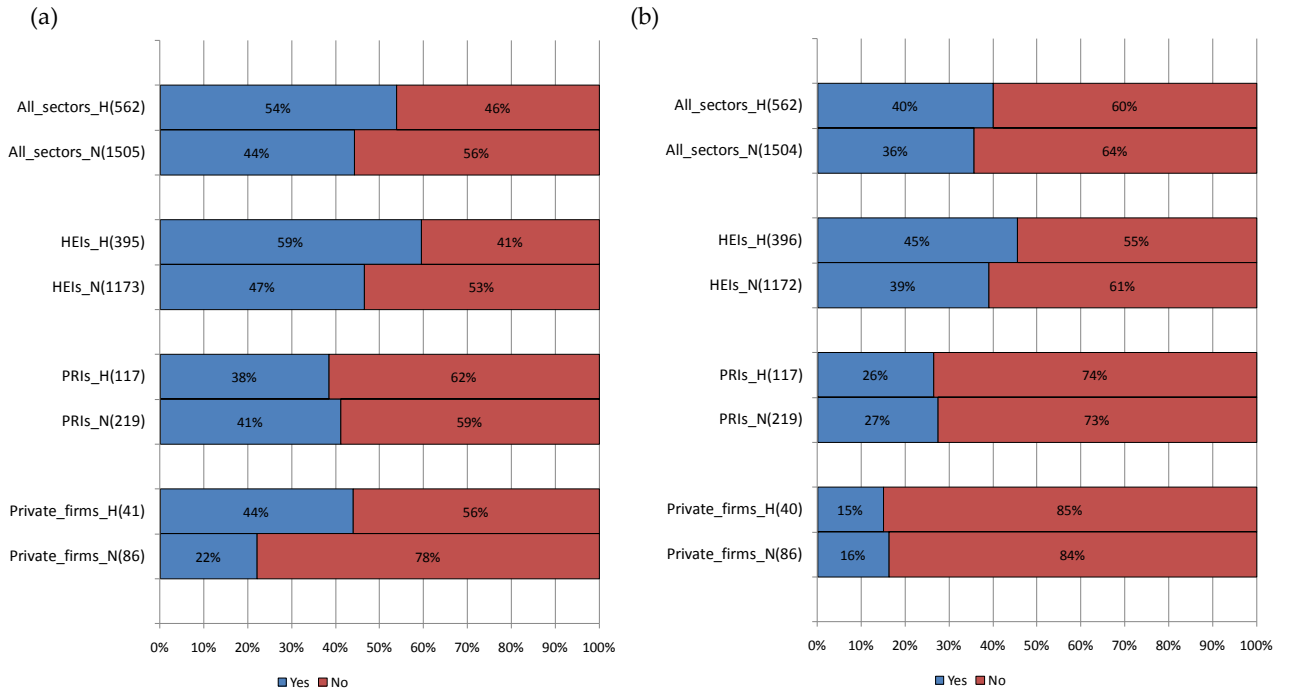 (a)
All_sectors_H(562) 54% 46%
All_sectors_N(1505) 44% 56%
HEIs_H(395) 59% 41%
HEIs_N(1173) 47% 53%
PRIs_H(117) 38% 62%
PRIs_N(219) 41% 59%
Private_firms_H(41) 44% 56%
Private_firms_N(86) 22% 78%
0% 10% 20% 30% 40% 50% 60% 70% 80% 90% 100%
Yes No
(b)
All_sectors_H(562) 40% 60%
All_sectors_N(1504) 36% 64%
HEIs_H(396) 45% 55%
HEIs_N(1172) 39% 61%
PRIs_H(117) 26% 74%
PRIs_N(219) 27% 73%
Private_firms_H(40) 15% 85%
Private_firms_N(86) 16% 84%
0% 10% 20% 30% 40% 50% 60% 70% 80% 90% 100%
Yes No